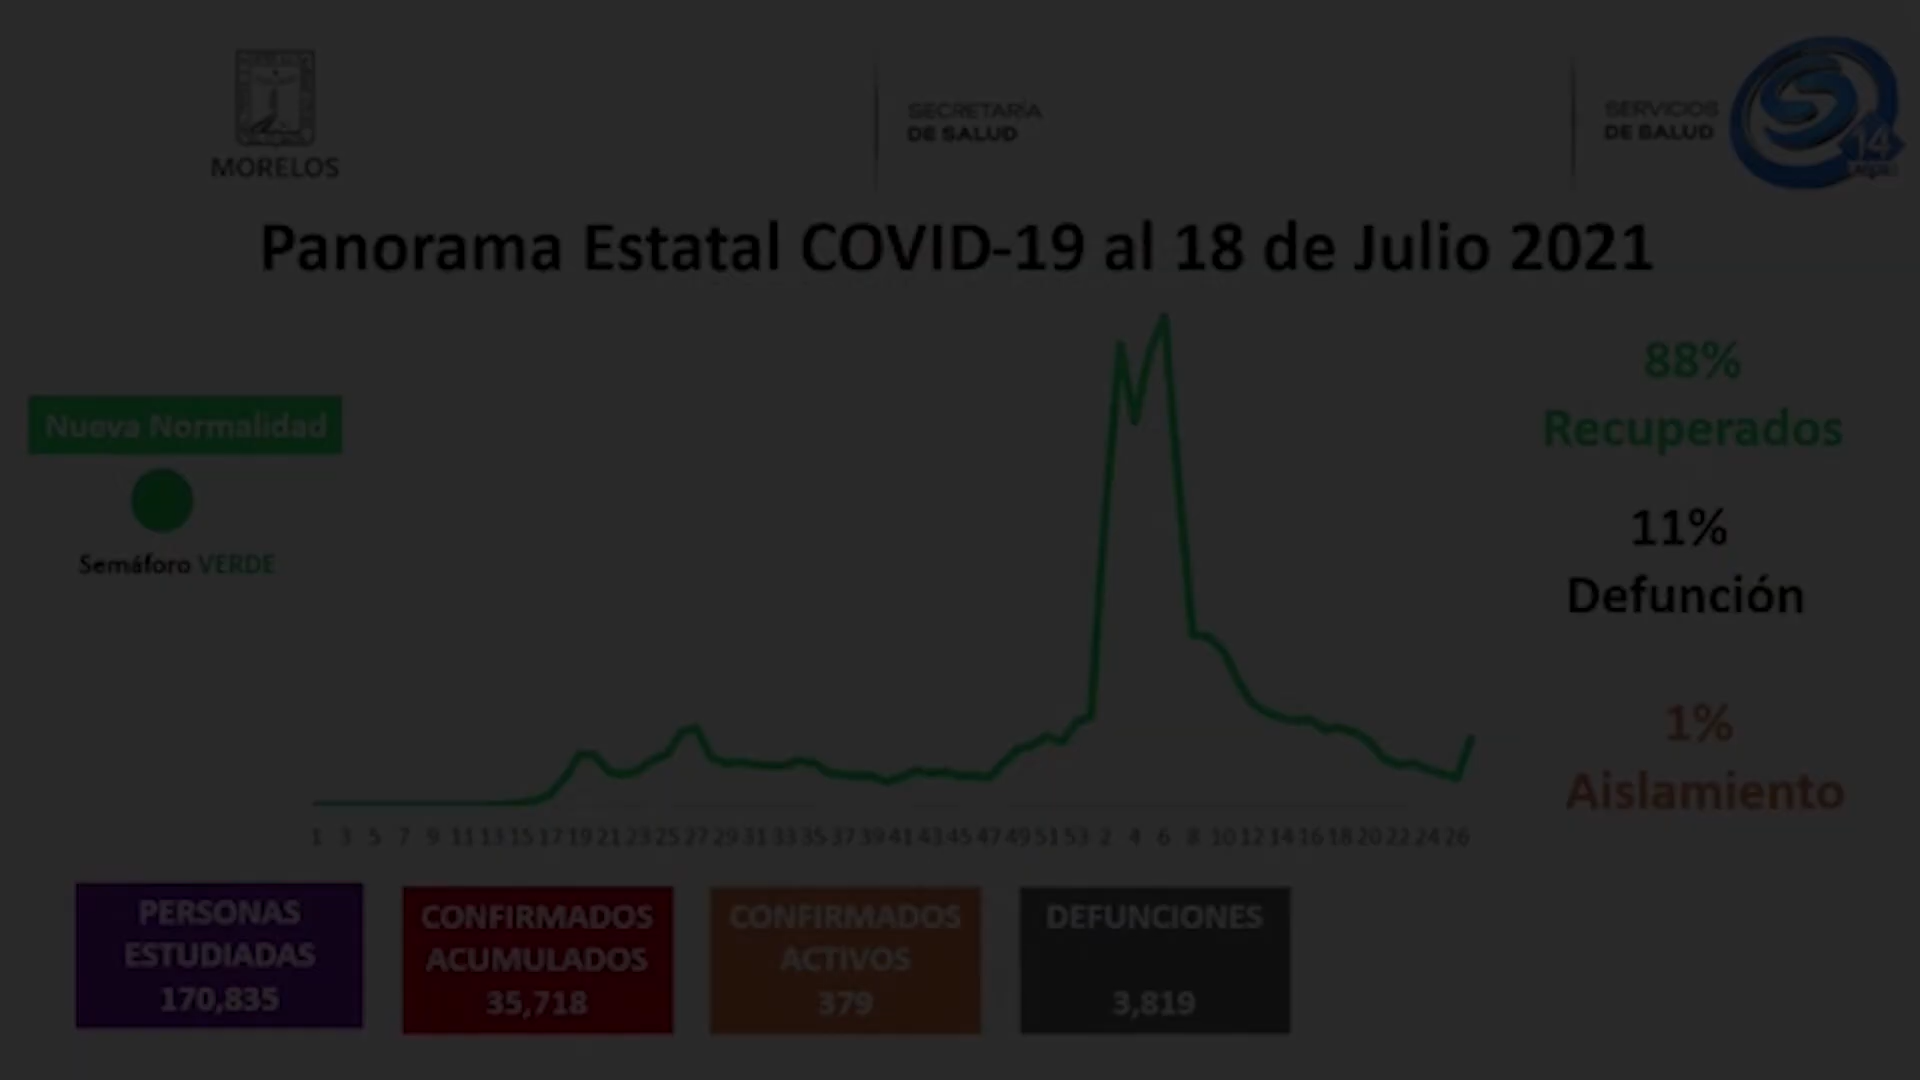 MORELOS
SECRETARÍA
DE SALUD
SERVICIOS
DE SALUD
14
Panorama Estatal COVID-19 al 18 de Julio 2021
Nueva Normalidad
Semáforo VERDE
88%
Recuperados
11%
Defunción
1%
Aislamiento
1 3 5 7 9 11 13 15 17 19 21 23 25 27 29 31 33 35 37 39 41 43 45 47 49 51 53 2 4 6 8 10 12 14 16 18 20 22 24 26
PERSONAS
ESTUDIADAS
170,835
CONFIRMADOS
ACUMULADOS
35,718
CONFIRMADOS
ACTIVOS
379
DEFUNCIONES
3,819